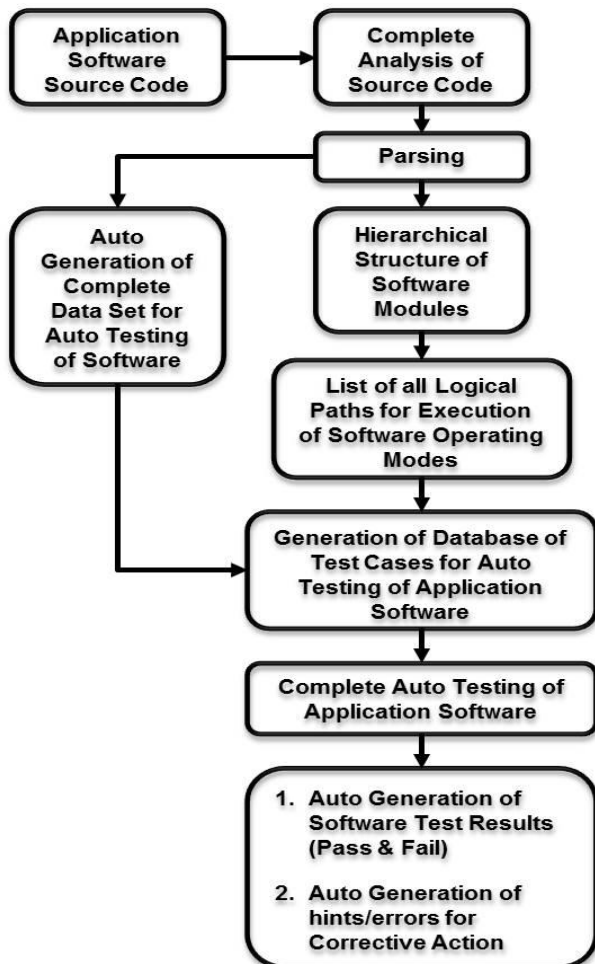 Application
Software
Source Code
Complete
Analysis of
Source Code
Parsing
Auto
Generation of
Complete
Data Set for
Auto Testing
of Software
Hierarchical
Structure of
Software
Modules
List of all Logical
Paths for Execution
of Software Operating
Modes
Generation of Database of
Test Cases for Auto
Testing of Application
Software
Complete Auto Testing of
Application Software
1. Auto Generation of
Software Test Results
(Pass & Fail)
2. Auto Generation of
hints/errors for
Corrective Action